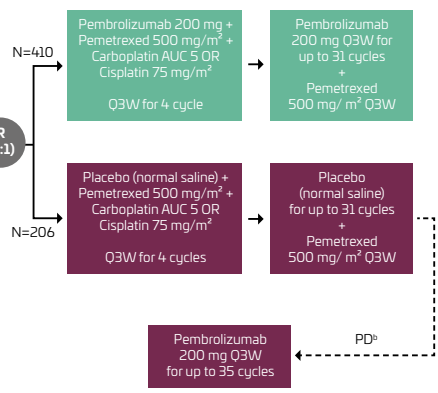 N=410
Pembrolizumab 200 mg +
Pemetrexed 500 mg/m² +
Carboplatin AUC 5 OR
Cisplatin 75 mg/m²
Q3W for 4 cycle
Pembrolizumab
200 mg Q3W for
up to 31 cycles
+
Pemetrexed
500 mg/ m² Q3W
R
:1)
N=206
Placebo (normal saline) +
Pemetrexed 500 mg/m² +
Carboplatin AUC 5 OR
Cisplatin 75 mg/m²
Q3W for 4 cycles
Placebo
(normal saline)
for up to 31 cycles
+
Pemetrexed
500 mg/ m² Q3W
PDᵇ
Pembrolizumab
200 mg Q3W
for up to 35 cycles